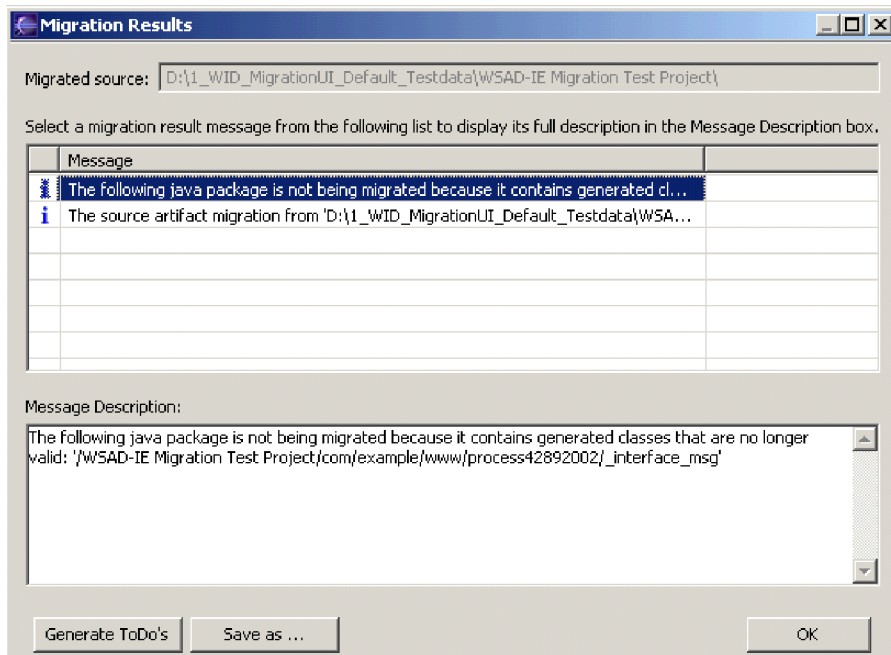 Migration Results
Migrated source: D:\1_WID_MigrationUI_Default_Testdata\WSAD-IE Migration Test Project\
Select a migration result message from the following list to display its full description in the Message Description box.
Message
i The following java package is not being migrated because it contains generated cl...
i The source artifact migration from 'D:\1_WID_MigrationUI_Default_Testdata\WSA...
Message Description:
The following java package is not being migrated because it contains generated classes that are no longer
valid: '/WSAD-IE Migration Test Project/com/example/www/process42892002/_interface_msg'
Generate ToDo's Save as ... OK